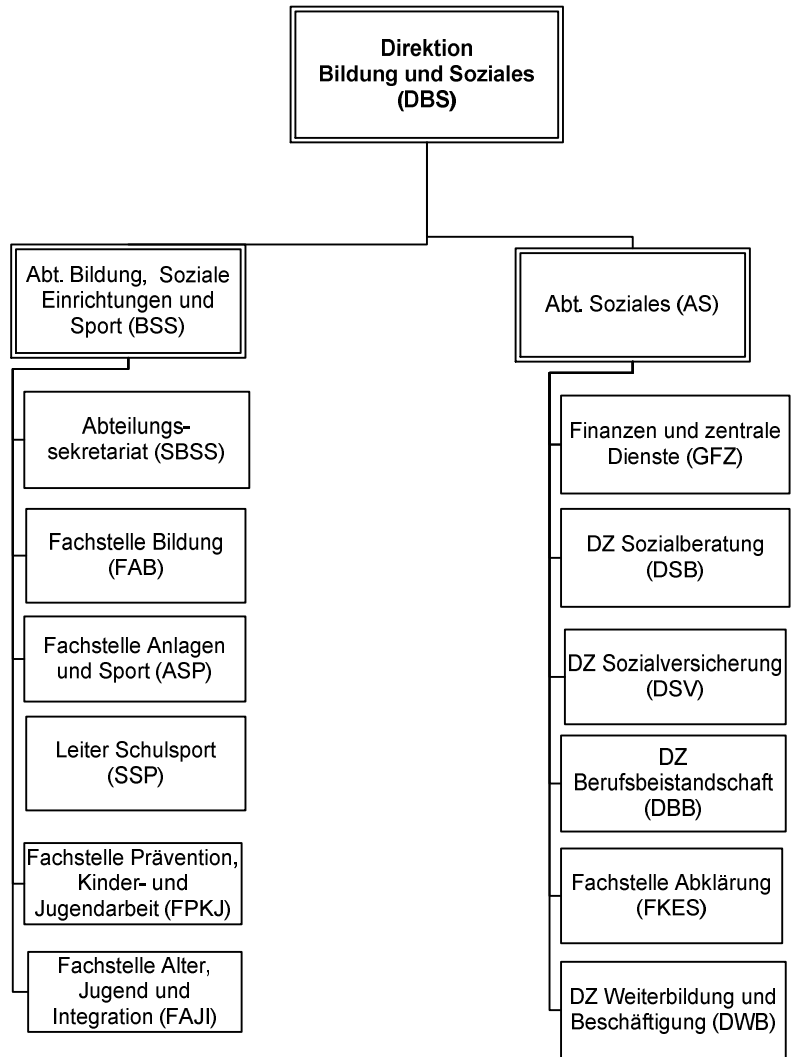 Direktion
Bildung und Soziales
(DBS)
Abt. Bildung, Soziale
Einrichtungen und
Sport (BSS)
Abteilungs-
sekretariat (SBSS)
Fachstelle Bildung
(FAB)
Fachstelle Anlagen
und Sport (ASP)
Leiter Schulsport
(SSP)
Fachstelle Prävention,
Kinder- und
Jugendarbeit (FPKJ)
Fachstelle Alter,
Jugend und
Integration (FAJI)
Abt. Soziales (AS)
Finanzen und zentrale
Dienste (GFZ)
DZ Sozialberatung
(DSB)
DZ Sozialversicherung
(DSV)
DZ
Berufsbeistandschaft
(DBB)
Fachstelle Abklärung
(FKES)
DZ Weiterbildung und
Beschäftigung (DWB)